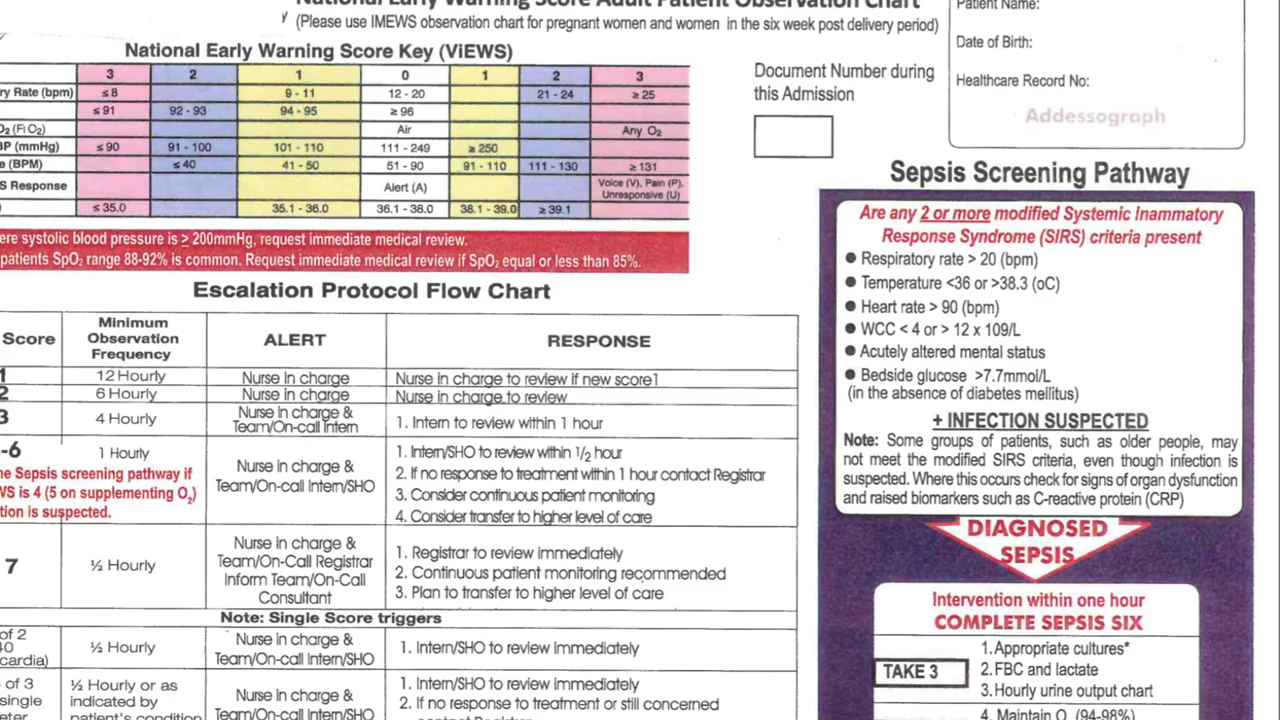 National Early Warning Score Adult Patient Observation Chart
(Please use IMEWS observation chart for pregnant women and women in the six week post delivery period)
National Early Warning Score Key (ViEWS)
3 2 1 0 1 2 3
Rate (bpm) ≤8 9 - 11 12 - 20 21 - 24 ≥ 25
≤ 91 92 - 93 94 - 95 ≥ 96
(FiO2) Air Any O2
(mmHg) ≤ 90 91 - 100 101 - 110 111 - 249 ≥ 250
(BPM) ≤ 40 41 - 50 51 - 90 91 - 110 111 - 130 ≥ 131
Response Alert (A) Voice (V), Pain (P),
Unresponsive (U)
≤ 35.0 35.1 - 36.0 36.1 - 38.0 38.1 - 39.0 ≥ 39.1
systolic blood pressure is ≥ 200mmHg, request immediate medical review.
patients SpO2 range 88-92% is common. Request immediate medical review if SpO2 equal or less than 85%.
Document Number during
this Admission
Patient Name:
Date of Birth:
Healthcare Record No:
Addessograph
Escalation Protocol Flow Chart
Score Minimum
Observation
Frequency ALERT RESPONSE
1 12 Hourly Nurse in charge Nurse in charge to review if new score1
2 6 Hourly Nurse in charge Nurse in charge to review
3 4 Hourly Nurse in charge &
Team/On-call Intern 1. Intern to review within 1 hour
-6 1 Hourly
Sepsis screening pathway if
is 4 (5 on supplementing O2)
is suspected.
Nurse in charge &
Team/On-call Intern/SHO
1. Intern/SHO to review within 1/2 hour
2. If no response to treatment within 1 hour contact Registrar
3. Consider continuous patient monitoring
4. Consider transfer to higher level of care
7 ½ Hourly
Nurse in charge &
Team/On-Call Registrar
Inform Team/On-Call
Consultant
1. Registrar to review immediately
2. Continuous patient monitoring recommended
3. Plan to transfer to higher level of care
Note: Single Score triggers
of 2
½ Hourly
Nurse in charge &
Team/On-call Intern/SHO
1. Intern/SHO to review immediately
of 3
single
½ Hourly or as
indicated by
patient's condition
Nurse in charge &
Team/On-call Intern/SHO
1. Intern/SHO to review immediately
2. If no response to treatment or still concerned
contact Registrar
Sepsis Screening Pathway
Are any 2 or more modified Systemic Inammatory
Response Syndrome (SIRS) criteria present
● Respiratory rate > 20 (bpm)
● Temperature <36 or >38.3 (oC)
● Heart rate > 90 (bpm)
● WCC < 4 or > 12 x 109/L
● Acutely altered mental status
● Bedside glucose >7.7mmol/L
(in the absence of diabetes mellitus)
+ INFECTION SUSPECTED
Note: Some groups of patients, such as older people, may
not meet the modified SIRS criteria, even though infection is
suspected. Where this occurs check for signs of organ dysfunction
and raised biomarkers such as C-reactive protein (CRP)
DIAGNOSED
SEPSIS
Intervention within one hour
COMPLETE SEPSIS SIX
TAKE 3
1. Appropriate cultures*
2. FBC and lactate
3. Hourly urine output chart
4. Maintain O2 (94-98%)